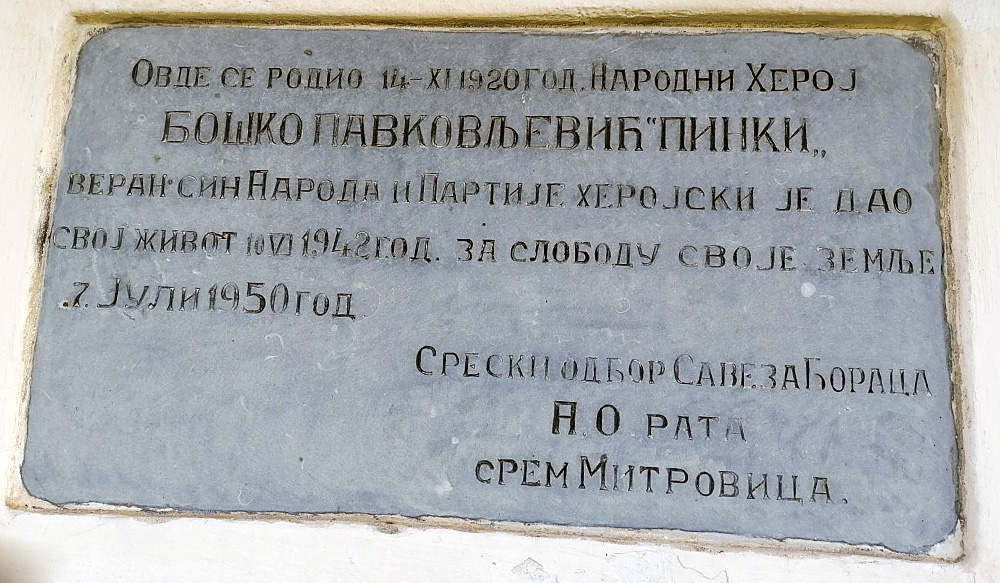 Овде се родио 14-XI 1920 год. Народни Херој
БОШКО ПАВКОВЉЕВИЋ "ПИНКИ„
веран син Народа и Партије херојски је дао
свој живот 10 VI 1942 год. за слободу своје земље
7. Јули 1950 год.
Срески одбор Савеза Бораца
Н.О рата
срем Митровица.